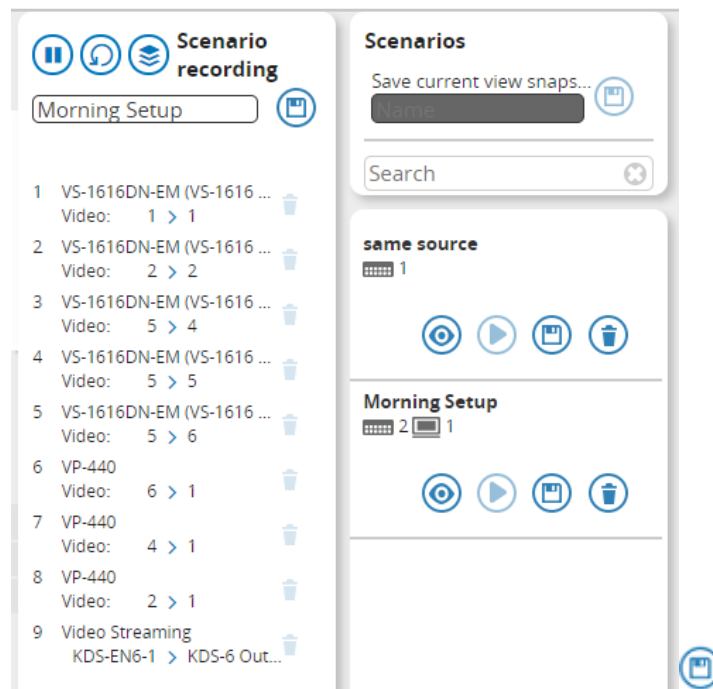 Scenario
recording
Morning Setup
1 VS-1616DN-EM (VS-1616 ...
Video: 1 > 1
2 VS-1616DN-EM (VS-1616 ...
Video: 2 > 2
3 VS-1616DN-EM (VS-1616 ...
Video: 5 > 4
4 VS-1616DN-EM (VS-1616 ...
Video: 5 > 5
5 VS-1616DN-EM (VS-1616 ...
Video: 5 > 6
6 VP-440
Video: 6 > 1
7 VP-440
Video: 4 > 1
8 VP-440
Video: 2 > 1
9 Video Streaming
KDS-EN6-1 > KDS-6 Out...
Scenarios
Save current view snaps...
Name
Search
same source
1
Morning Setup
2 1